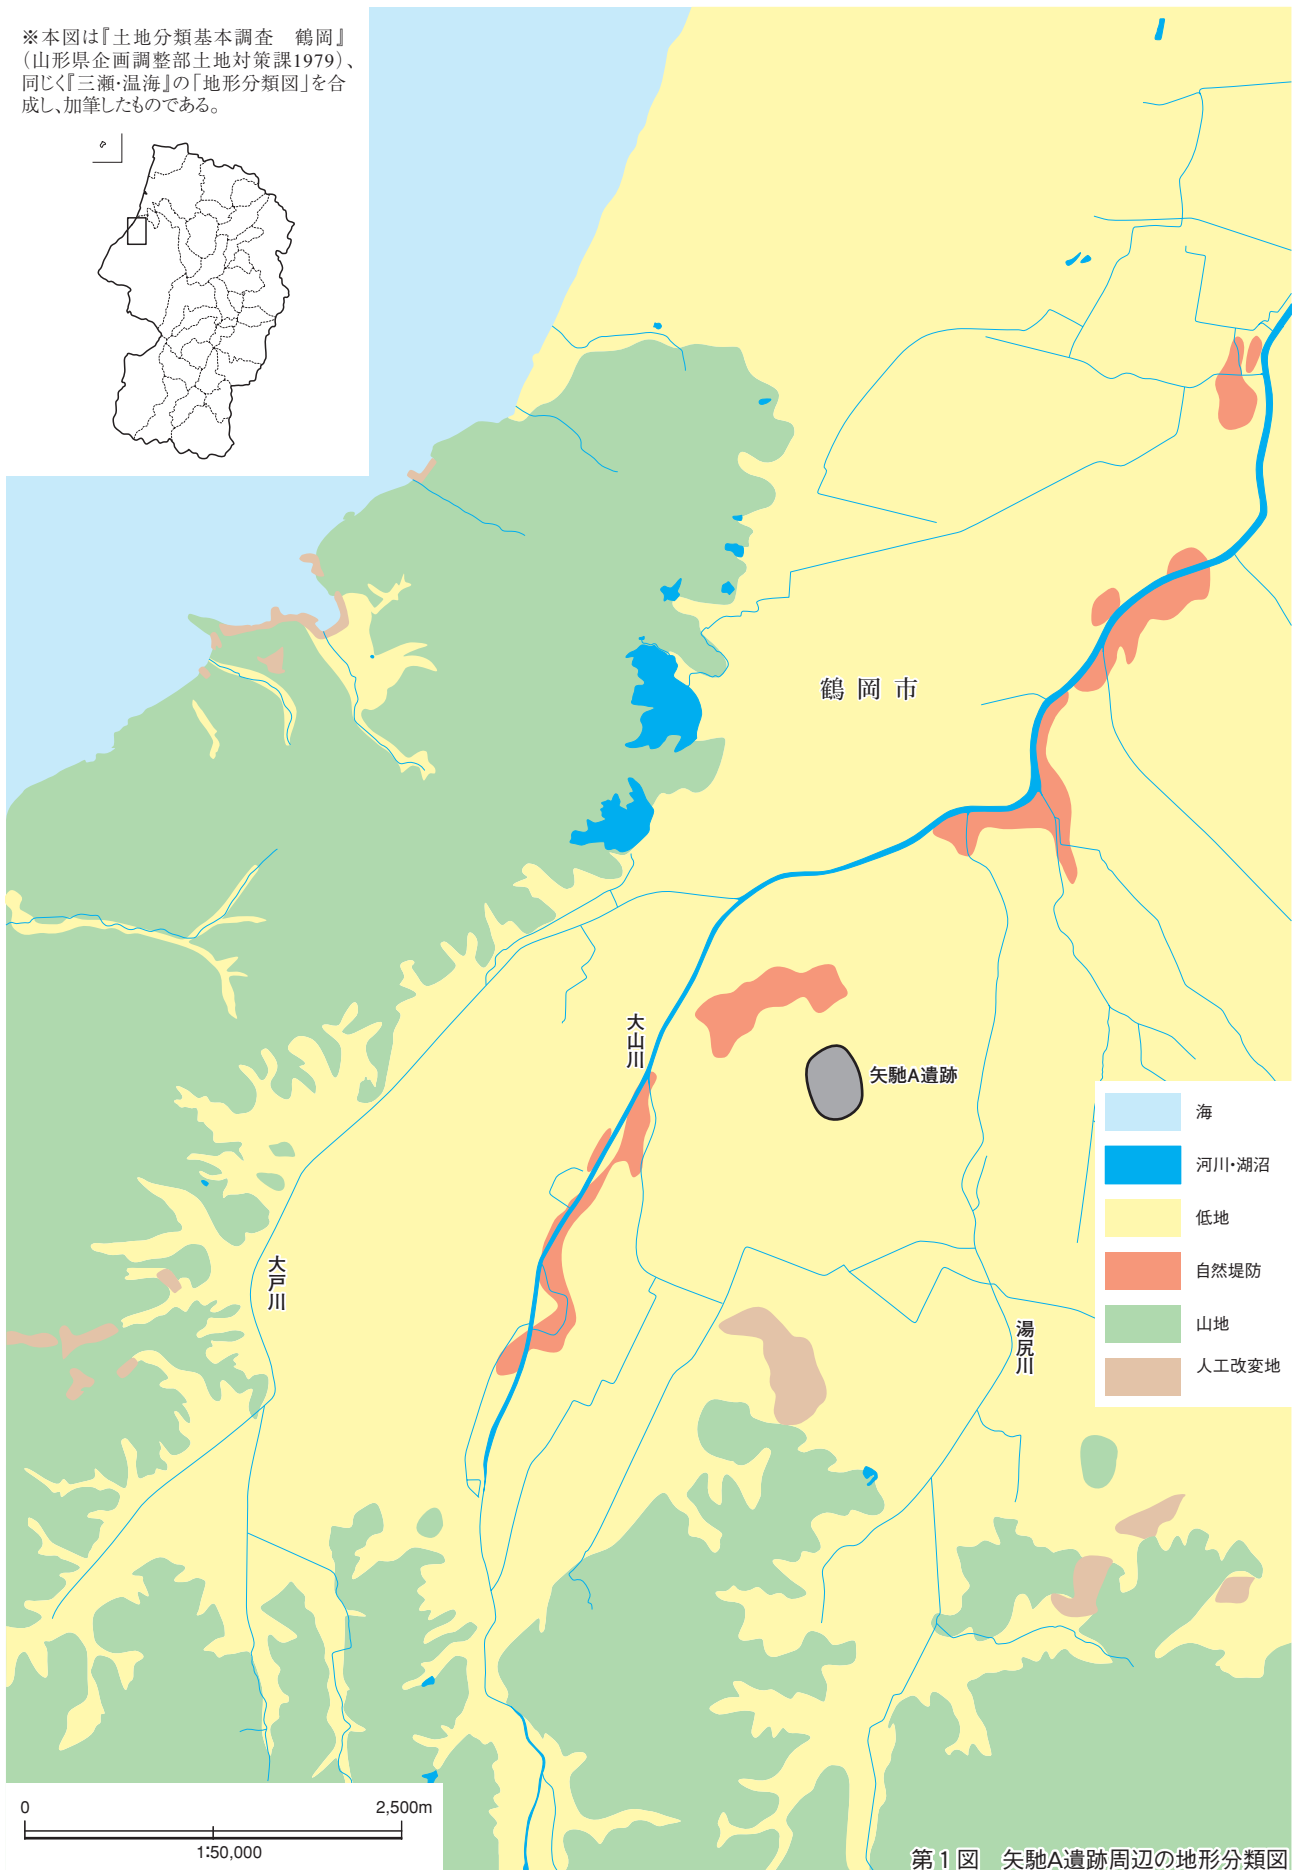 ※本図は『土地分類基本調査　鶴岡』
（山形県企画調整部土地対策課1979）、
同じく『三瀬・温海』の「地形分類図」を合
成し、加筆したものである。
鶴岡市
大山川
矢馳A遺跡
海
河川・湖沼
低地
自然堤防
山地
人工改変地
大戸川
湯尻川
0
2,500m
1:50,000
第１図　矢馳A遺跡周辺の地形分類図